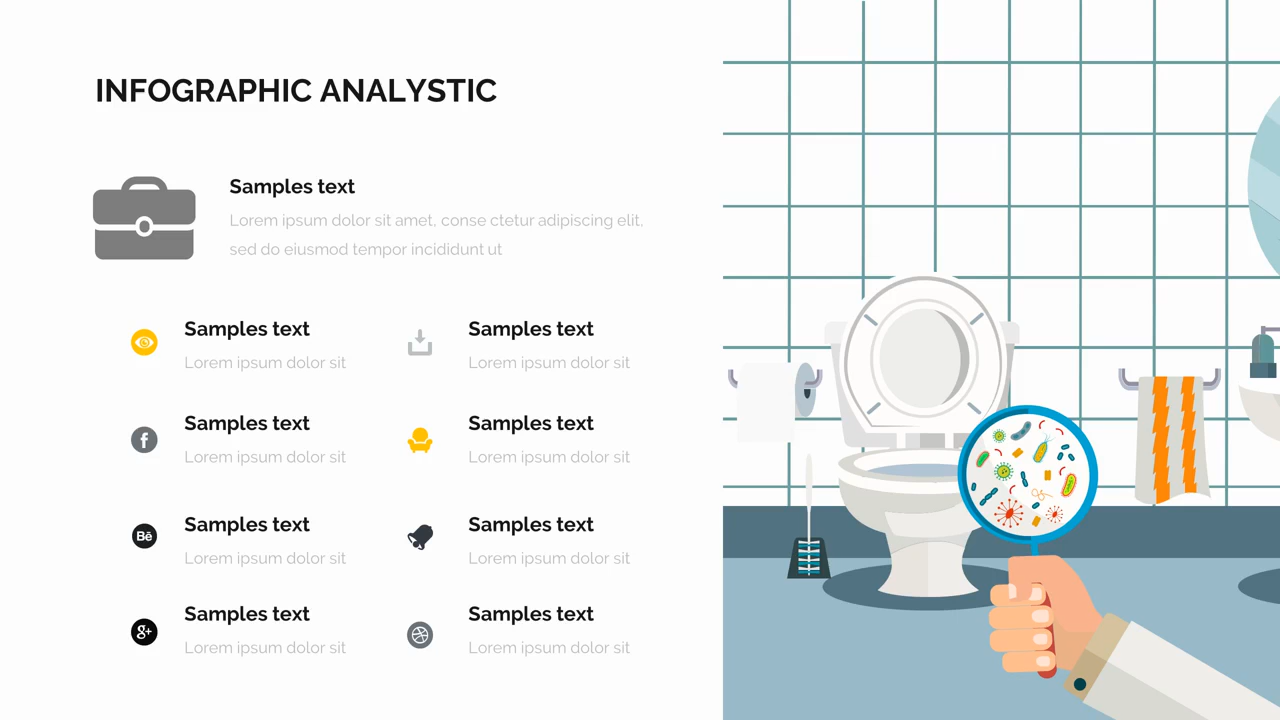 INFOGRAPHIC ANALYSTIC
Samples text
Lorem ipsum dolor sit amet, conse ctetur adipiscing elit,
sed do eiusmod tempor incididunt ut
Samples text
Lorem ipsum dolor sit
Samples text
Lorem ipsum dolor sit
Samples text
Lorem ipsum dolor sit
Samples text
Lorem ipsum dolor sit
Bē
Samples text
Lorem ipsum dolor sit
Samples text
Lorem ipsum dolor sit
g+
Samples text
Lorem ipsum dolor sit
Samples text
Lorem ipsum dolor sit